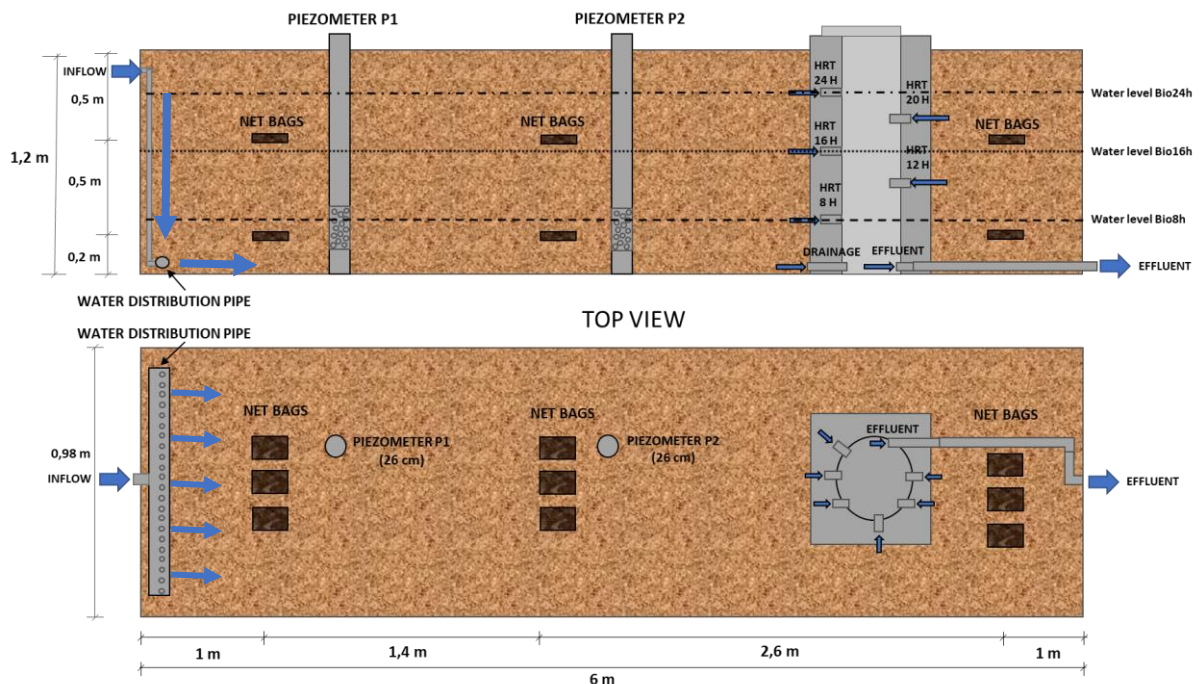 PIEZOMETER P1
PIEZOMETER P2
INFLOW
0,5 m
1,2 m
0,5 m
0,2 m
NET BAGS
NET BAGS
NET BAGS
HRT
24 H
HRT
20 H
HRT
16 H
HRT
12 H
HRT
8 H
DRAINAGE
EFFLUENT
Water level Bio24h
Water level Bio16h
Water level Bio8h
EFFLUENT
WATER DISTRIBUTION PIPE
TOP VIEW
WATER DISTRIBUTION PIPE
0,98 m
INFLOW
NET BAGS
PIEZOMETER P1
(26 cm)
NET BAGS
PIEZOMETER P2
(26 cm)
EFFLUENT
NET BAGS
EFFLUENT
1 m
1,4 m
2,6 m
1 m
6 m